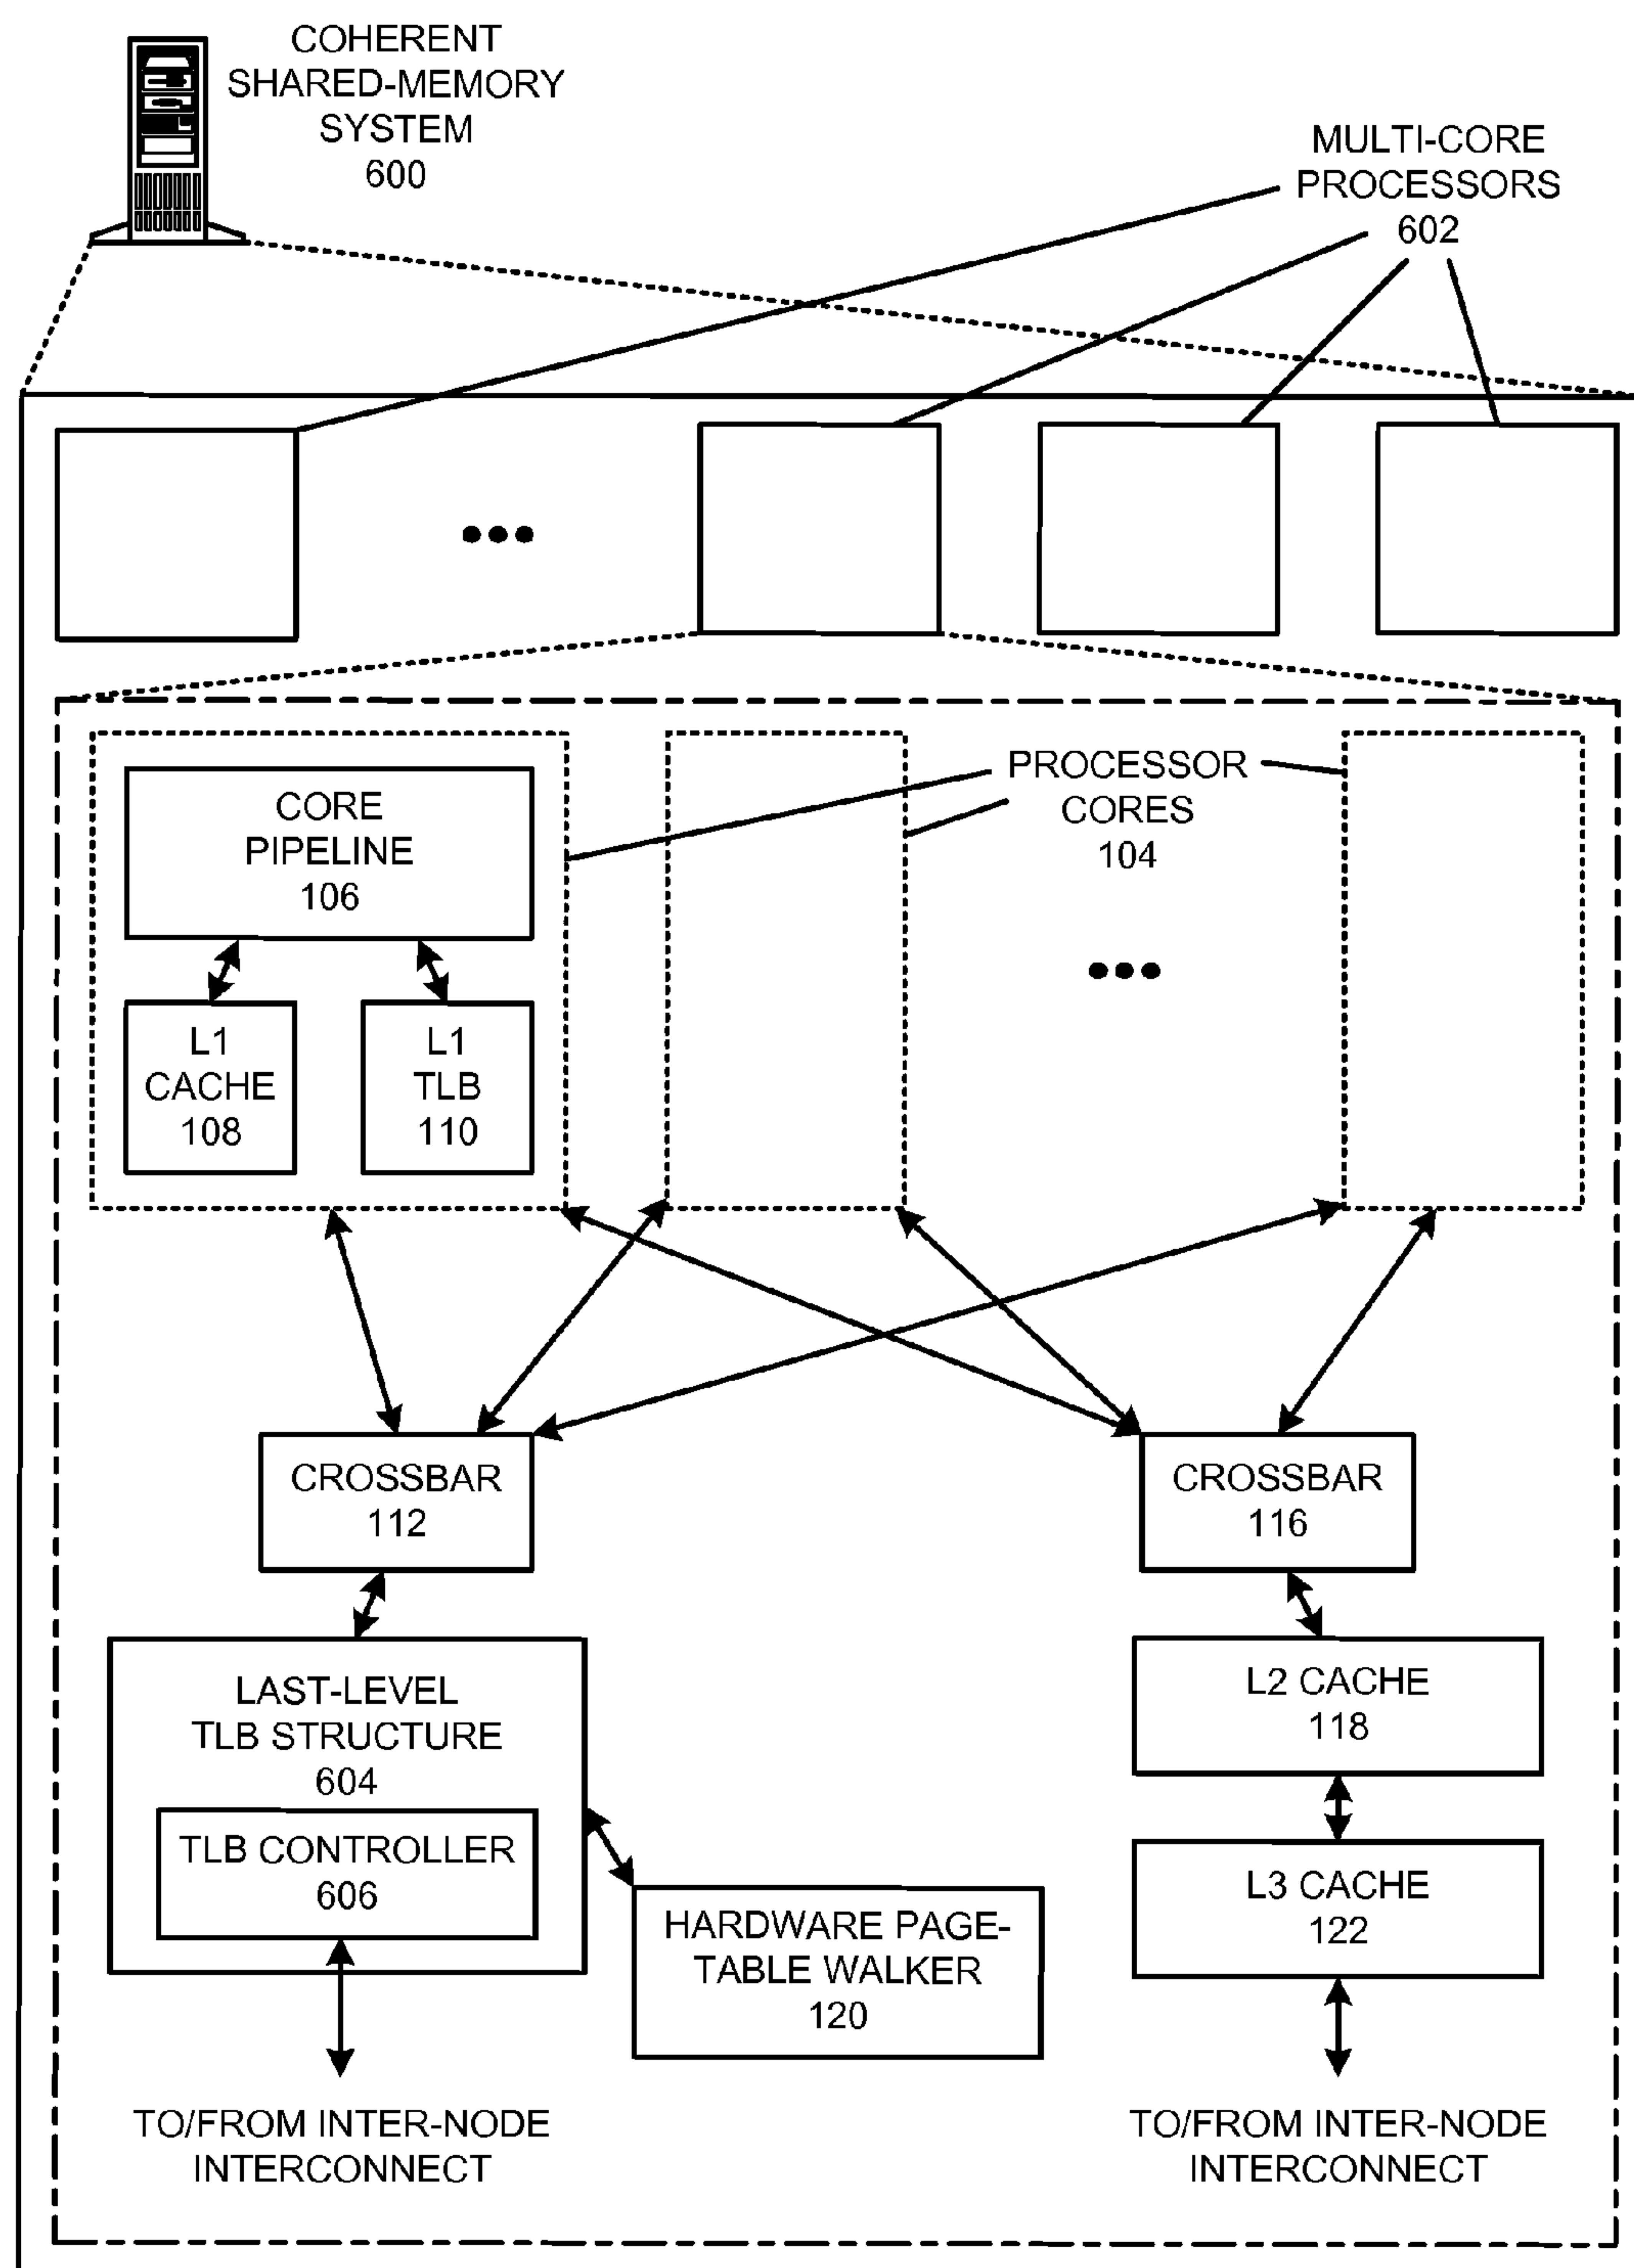 COHERENT
SHARED-MEMORY
SYSTEM
600
MULTI-CORE
PROCESSORS
602
PROCESSOR
CORES
104
CORE
PIPELINE
106
L1
CACHE
108
L1
TLB
110
CROSSBAR
112
CROSSBAR
116
LAST-LEVEL
TLB STRUCTURE
604
TLB CONTROLLER
606
HARDWARE PAGE-
TABLE WALKER
120
L2 CACHE
118
L3 CACHE
122
TO/FROM INTER-NODE
INTERCONNECT
TO/FROM INTER-NODE
INTERCONNECT